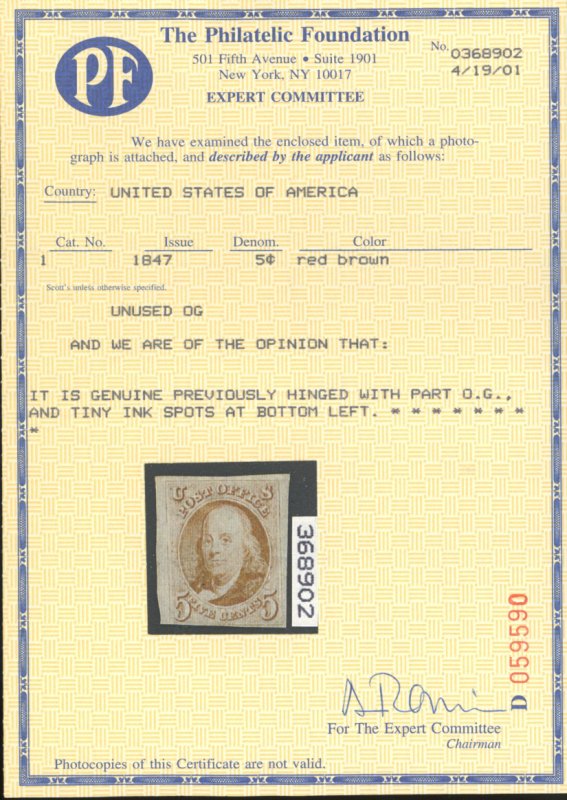 PF
The Philatelic Foundation
501 Fifth Avenue • Suite 1901
New York, NY 10017
EXPERT COMMITTEE
No. 0368902
4/19/01
We have examined the enclosed item, of which a photo-
graph is attached, and described by the applicant as follows:
Country: UNITED STATES OF AMERICA
Cat. No. Issue Denom. Color
1 1847 5¢ red brown
Scott's unless otherwise specified.
UNUSED OG
AND WE ARE OF THE OPINION THAT:
IT IS GENUINE PREVIOUSLY HINGED WITH PART O.G.,
AND TINY INK SPOTS AT BOTTOM LEFT. * * * * * * *
*
U S
POST OFFICE
5 FIVE CENTS 5
368902
D 059590
For The Expert Committee
Chairman
Photocopies of this Certificate are not valid.